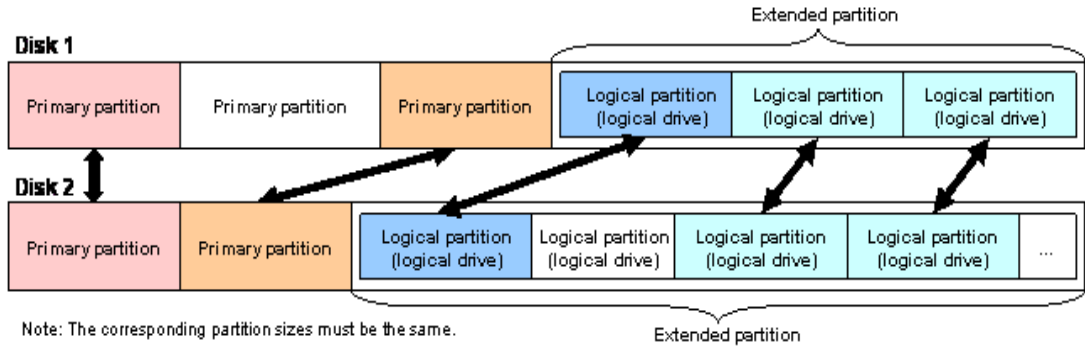 Extended partition
Disk 1
Primary partition
Primary partition
Primary partition
Logical partition
(logical drive)
Logical partition
(logical drive)
Logical partition
(logical drive)
Disk 2
Primary partition
Primary partition
Logical partition
(logical drive)
Logical partition
(logical drive)
Logical partition
(logical drive)
Logical partition
(logical drive)
...
Note: The corresponding partition sizes must be the same.
Extended partition